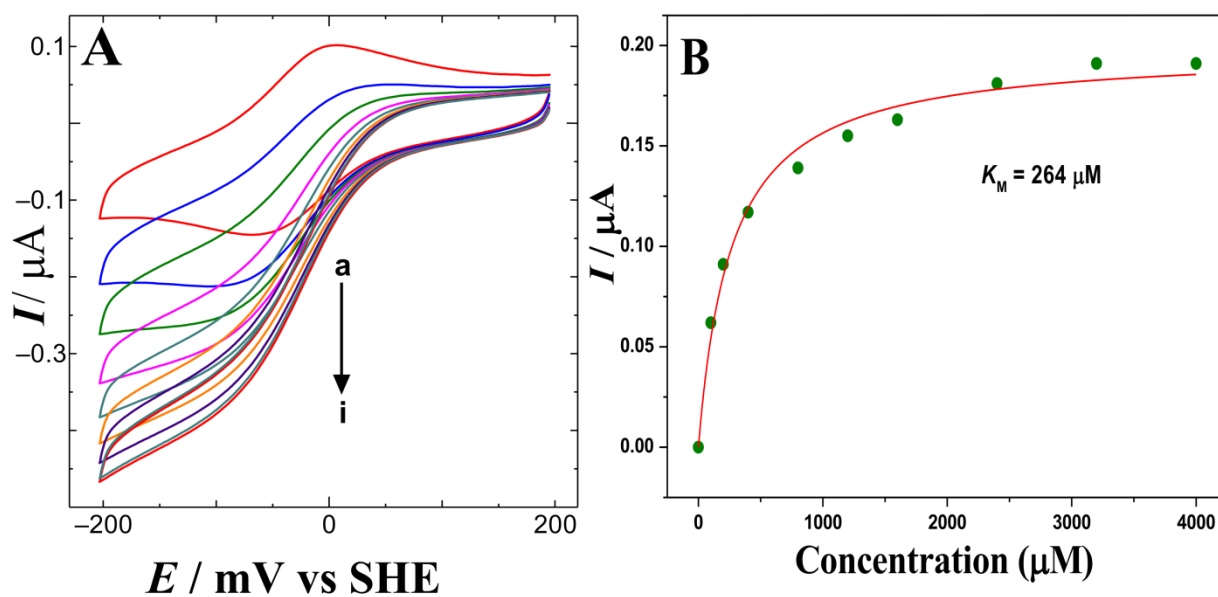 A
0.1
−0.1
−0.3
I / µA
a
i
−200
0
200
E / mV vs SHE
B
0.20
0.15
0.10
0.05
0.00
I / µA
K_M = 264 µM
0
1000
2000
3000
4000
Concentration (µM)